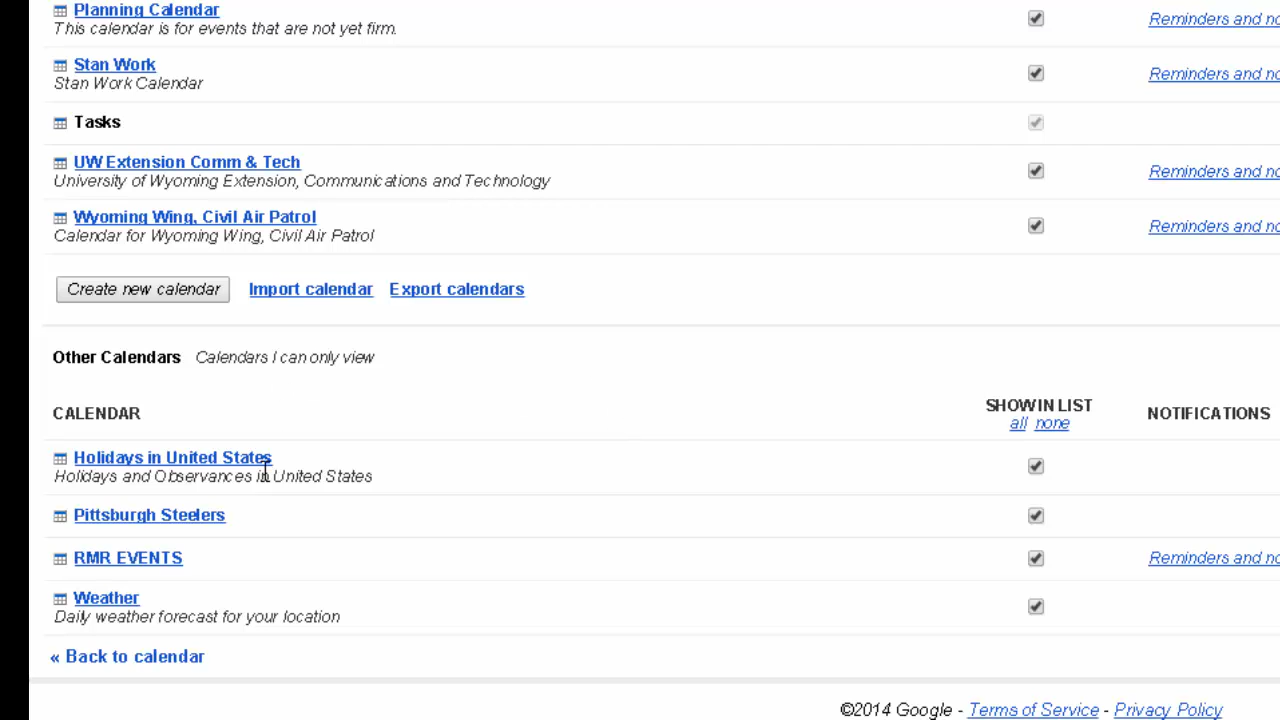 Planning Calendar
This calendar is for events that are not yet firm.
Reminders and no
Stan Work
Stan Work Calendar
Reminders and no
Tasks
UW Extension Comm & Tech
University of Wyoming Extension, Communications and Technology
Reminders and no
Wyoming Wing, Civil Air Patrol
Calendar for Wyoming Wing, Civil Air Patrol
Reminders and no
Create new calendar Import calendar Export calendars
Other Calendars Calendars I can only view
CALENDAR SHOW IN LIST NOTIFICATIONS
all none
Holidays in United States
Holidays and Observances in United States
Pittsburgh Steelers
RMR EVENTS Reminders and no
Weather
Daily weather forecast for your location
« Back to calendar
©2014 Google - Terms of Service - Privacy Policy